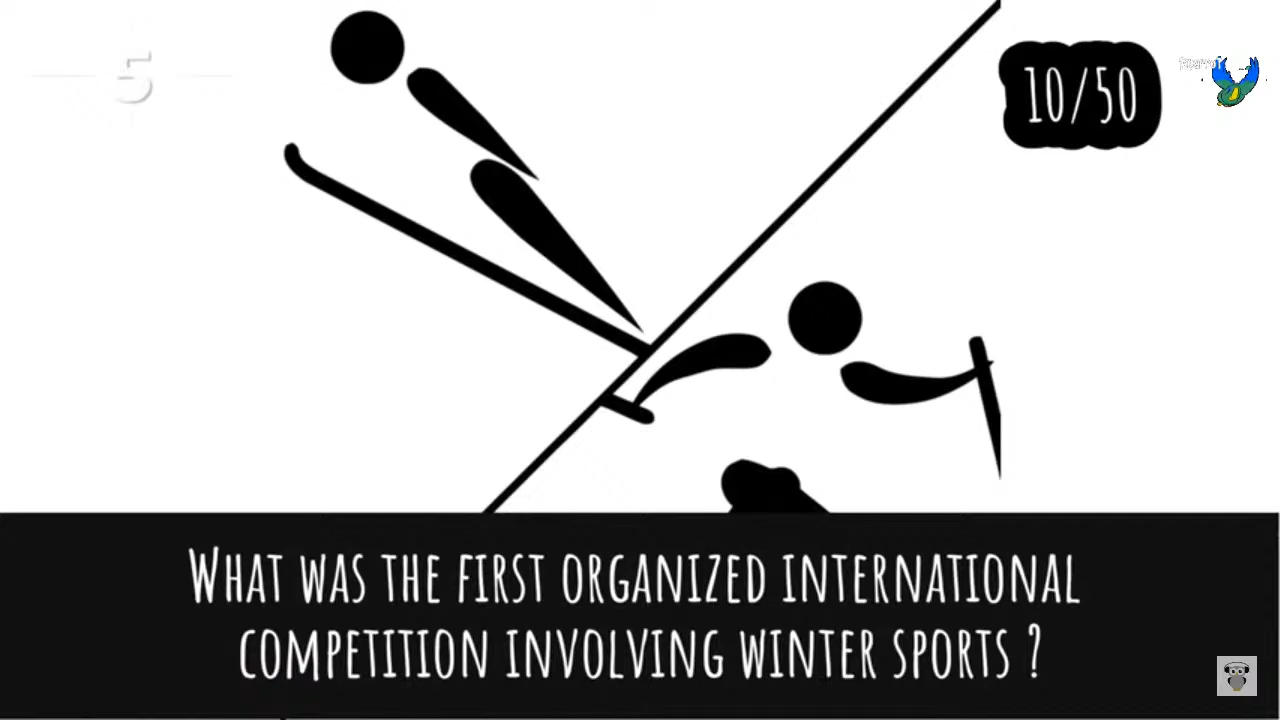 5
10/50
What was the first organized international
competition involving winter sports ?